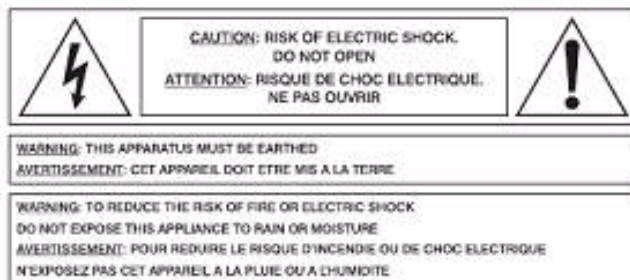 CAUTION: RISK OF ELECTRIC SHOCK.
DO NOT OPEN
ATTENTION: RISQUE DE CHOC ELECTRIQUE.
NE PAS OUVRIR
WARNING: THIS APPARATUS MUST BE EARTHED
AVERTISSEMENT: CET APPAREIL DOIT ETRE MIS A LA TERRE
WARNING: TO REDUCE THE RISK OF FIRE OR ELECTRIC SHOCK
DO NOT EXPOSE THIS APPLIANCE TO RAIN OR MOISTURE
AVERTISSEMENT: POUR REDUIRE LE RISQUE D'INCENDIE OU DE CHOC ELECTRIQUE
N'EXPOSEZ PAS CET APPAREIL A LA PLUIE OU A L'HUMIDITE